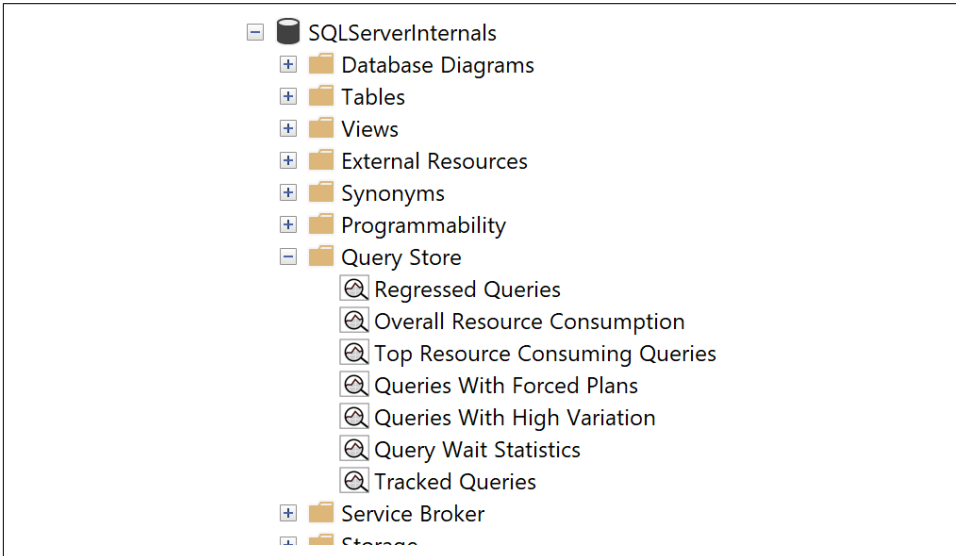 SQLServerInternals
Database Diagrams
Tables
Views
External Resources
Synonyms
Programmability
Query Store
Regressed Queries
Overall Resource Consumption
Top Resource Consuming Queries
Queries With Forced Plans
Queries With High Variation
Query Wait Statistics
Tracked Queries
Service Broker
Storage